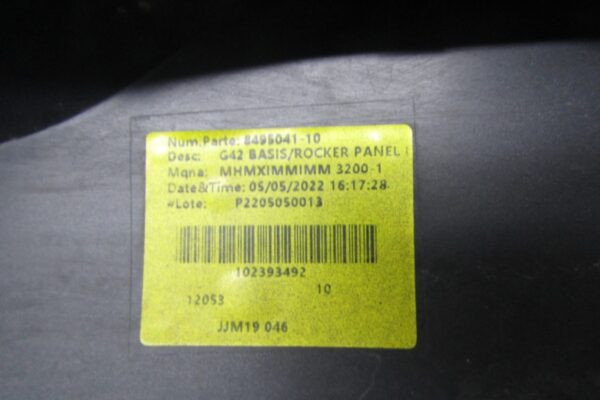 Num.Parte: 8495041-10
Desc: G42 BASIS/ROCKER PANEL
Mqna: MHMXIMMIMM 3200-1
Date&Time: 05/05/2022 16:17:28
#Lote: P2205050013
102393492
10
12053
JJM19 046